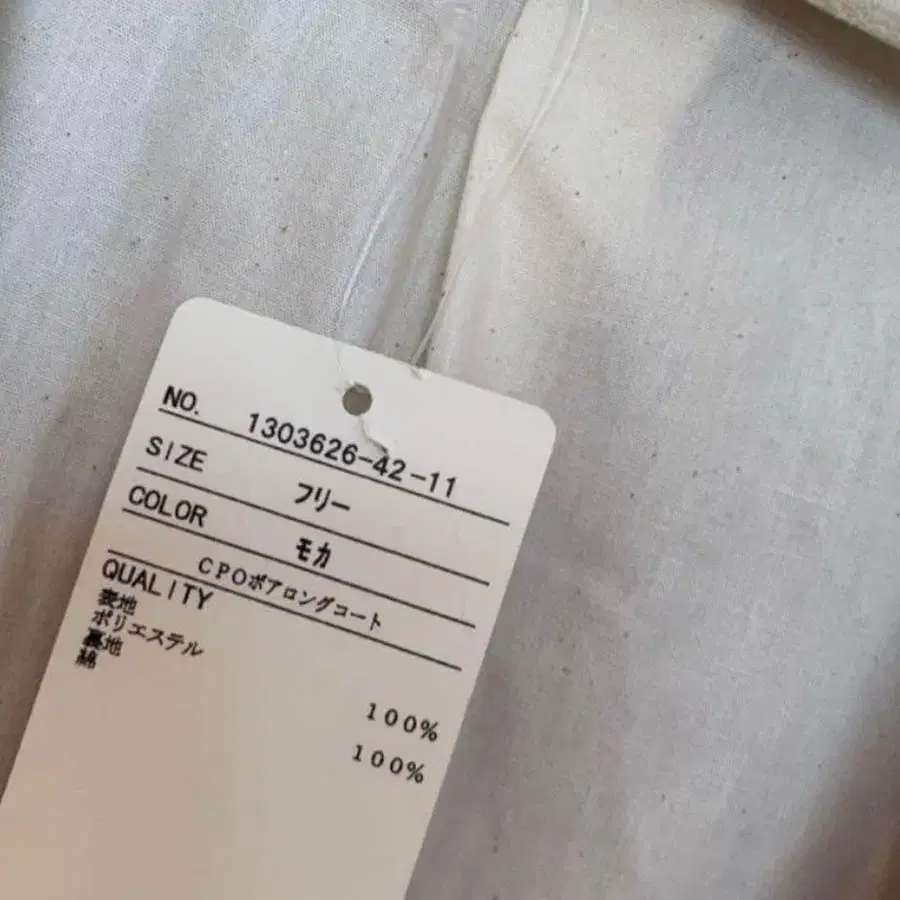 NO. 1303626-42-11
SIZE フリー
COLOR モカ
CPOボアロングコート
QUALITY
表地
ポリエステル 100%
裏地
綿 100%